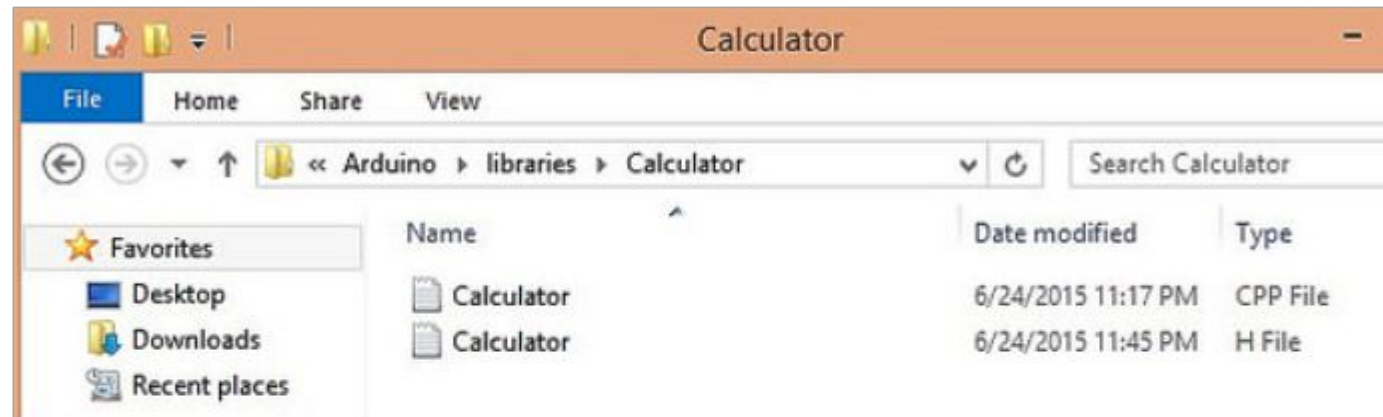 Calculator
File Home Share View
« Arduino libraries Calculator Search Calculator
Favorites Name Date modified Type
Desktop Calculator 6/24/2015 11:17 PM CPP File
Downloads Calculator 6/24/2015 11:45 PM H File
Recent places